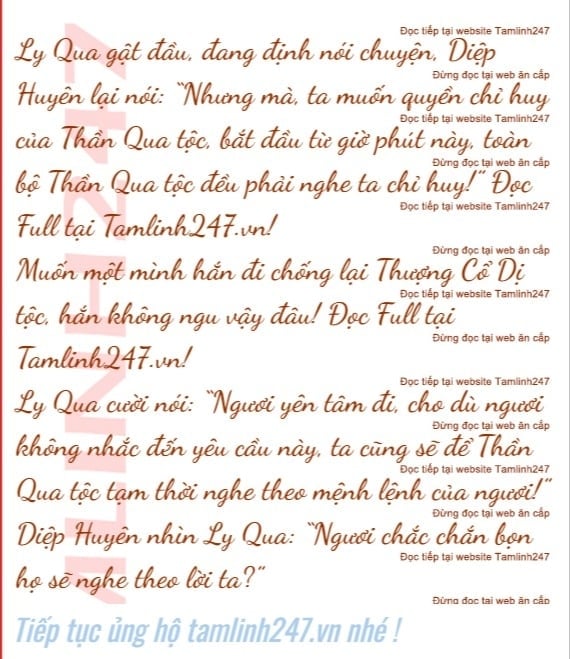 Đọc tiếp tại website Tamlinh247
Ly Qua gật đầu, đang định nói chuyện, Diệp
Đừng đọc tại web ăn cắp
Huyên lại nói: “Nhưng mà, ta muốn quyền chỉ huy
Đọc tiếp tại website Tamlinh247
của Thần Qua tộc, bắt đầu từ giờ phút này, toàn
Đừng đọc tại web ăn cắp
bộ Thần Qua tộc đều phải nghe ta chỉ huy!” Đọc
Đọc tiếp tại website Tamlinh247
Full tại Tamlinh247.vn!
Đừng đọc tại web ăn cắp
Muốn một mình hắn đi chống lại Thượng Cổ Dị
Đọc tiếp tại website Tamlinh247
tộc, hắn không ngu vậy đâu! Đọc Full tại
Đừng đọc tại web ăn cắp
Tamlinh247.vn!
Đọc tiếp tại website Tamlinh247
Ly Qua cười nói: “Ngươi yên tâm đi, cho dù ngươi
Đừng đọc tại web ăn cắp
không nhắc đến yêu cầu này, ta cũng sẽ để Thần
Đọc tiếp tại website Tamlinh247
Qua tộc tạm thời nghe theo mệnh lệnh của ngươi!”
Đừng đọc tại web ăn cắp
Diệp Huyên nhìn Ly Qua: “Ngươi chắc chắn bọn
Đọc tiếp tại website Tamlinh247
họ sẽ nghe theo lời ta?”
Đừng đọc tại web ăn cắp
ALINH247
Tiếp tục ủng hộ tamlinh247.vn nhé !